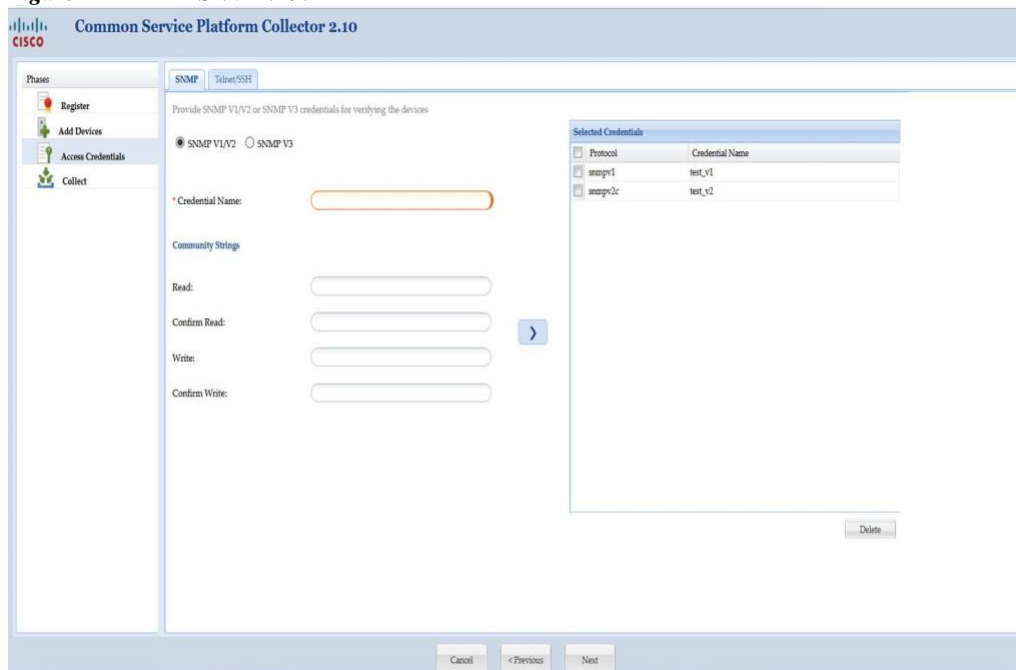 Common Service Platform Collector 2.10
CISCO
Phases
Register
Add Devices
Access Credentials
Collect
SNMP Telnet/SSH
Provide SNMP V1/V2 or SNMP V3 credentials for verifying the devices
SNMP V1/V2 SNMP V3
* Credential Name:
Community Strings
Read:
Confirm Read:
Write:
Confirm Write:
Selected Credentials
Protocol Credential Name
snmpv1 test_v1
snmpv2c test_v2
Delete
Cancel < Previous Next